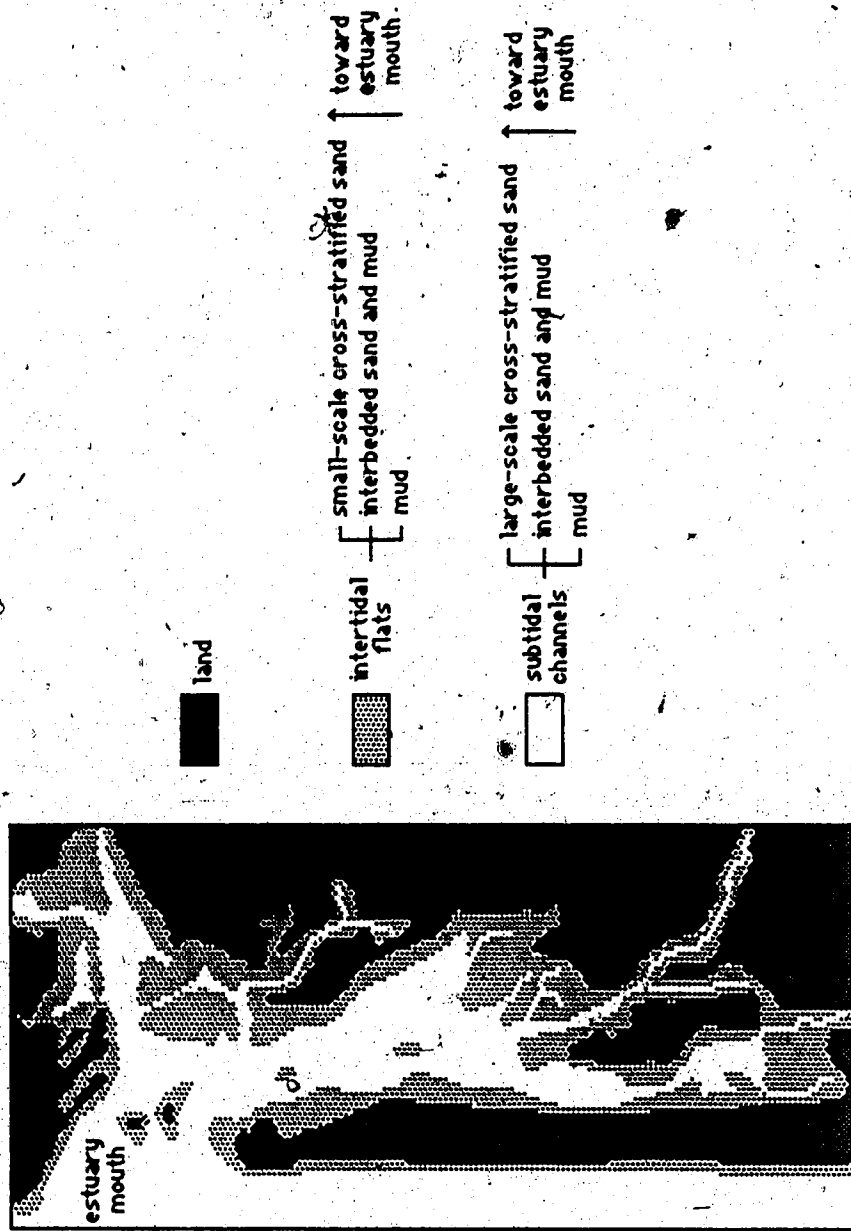 estuary
mouth
land
intertidal
flats
small-scale cross-stratified sand
interbedded sand and mud
mud
toward
estuary
mouth.
subtidal
channels
large-scale cross-stratified sand
interbedded sand and mud
mud
toward
estuary
mouth